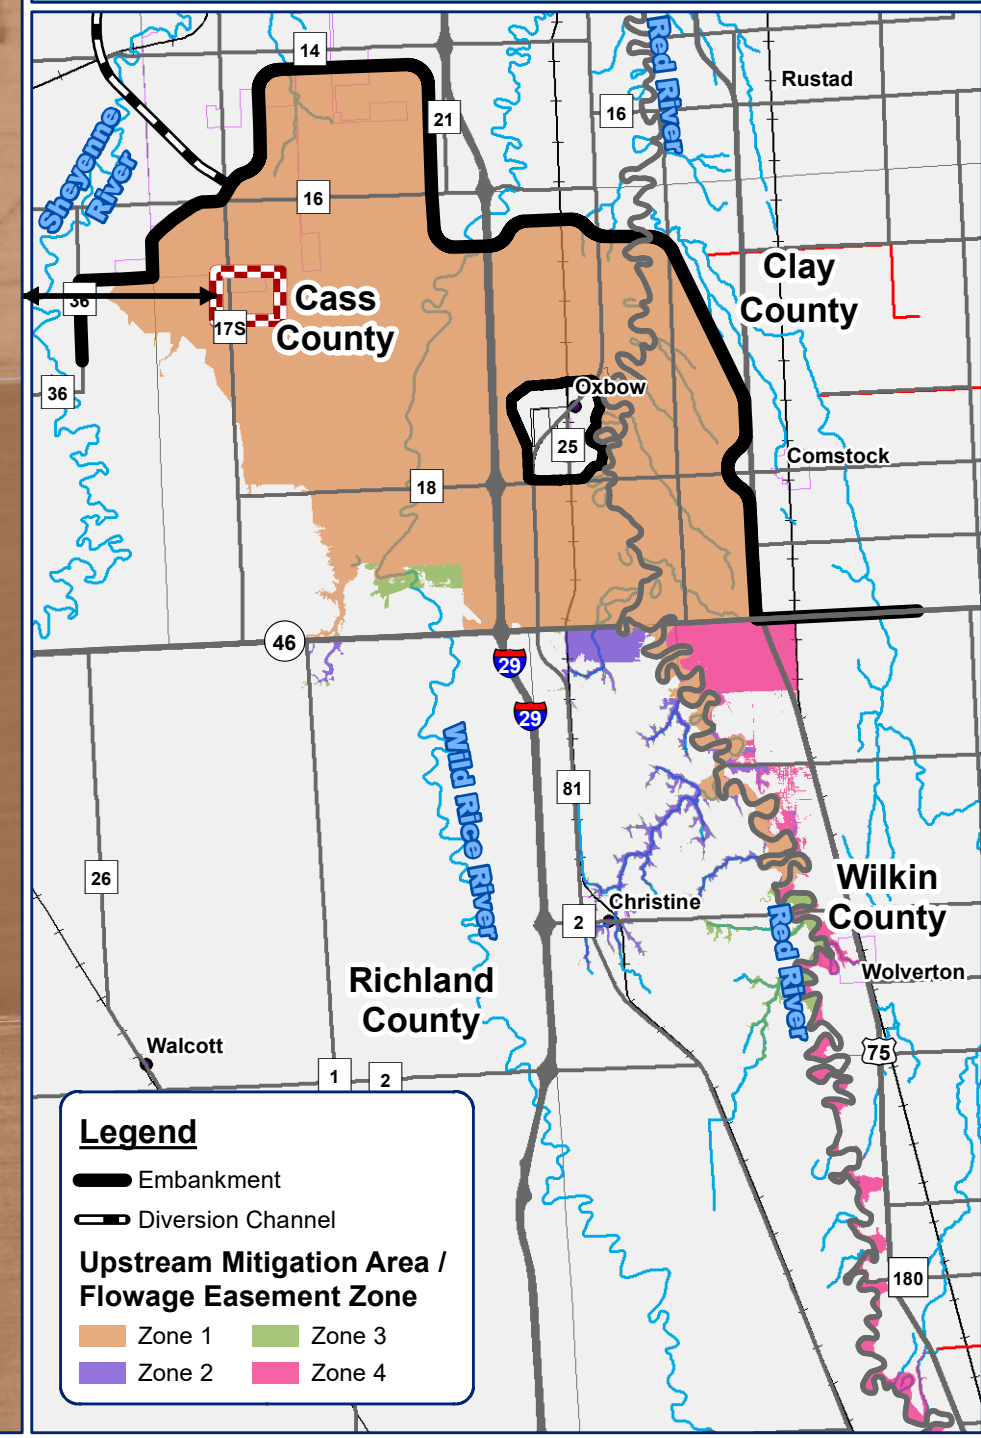 14
Red River
Rustad
21
16
Sheyenne
River
16
Clay
County
36
Cass
County
17S
Oxbow
36
25
Comstock
18
46
29
29
Wild Rice River
81
26
Wilkin
County
Christine
2
Red River
Wolverton
Richland
County
Walcott
75
1
2
Legend
Embankment
Diversion Channel
Upstream Mitigation Area /
Flowage Easement Zone
Zone 1
Zone 3
Zone 2
Zone 4
180